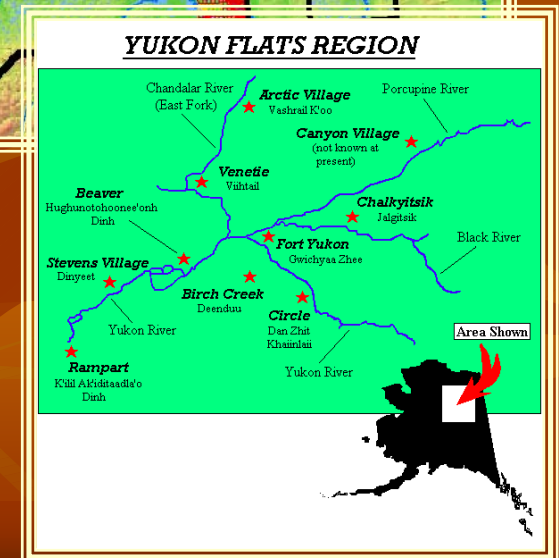 YUKON FLATS REGION
Chandalar River
(East Fork)
Arctic Village
Vashrail K'oo
Porcupine River
Canyon Village
(not known at
present)
Venetie
Viihtail
Beaver
Hughunotohoonee'onh
Dinh
Chalkyitsik
Jalgitsik
Fort Yukon
Gwichyaa Zhee
Black River
Stevens Village
Dinyeet
Birch Creek
Deenduu
Circle
Dan Zhit
Khaiinlaii
Yukon River
Yukon River
Area Shown
Rampart
K'ilil Ak'iditaadla'o
Dinh